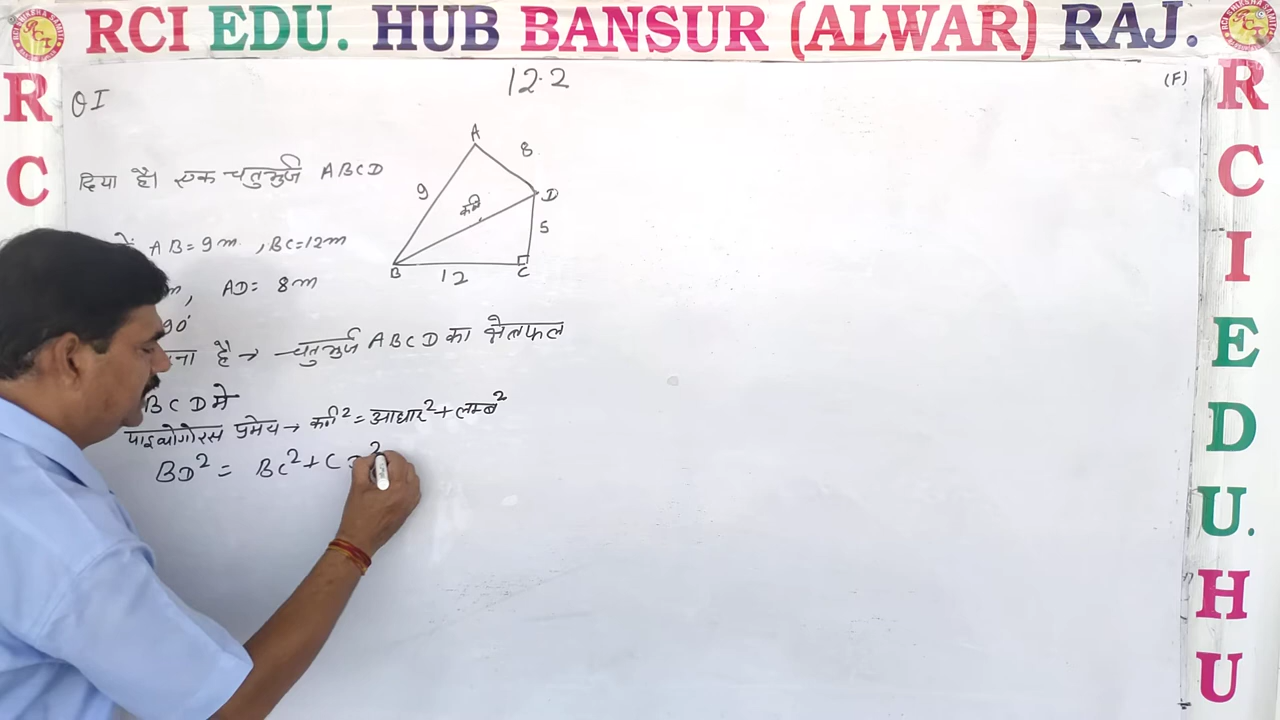 RCI EDU. HUB BANSUR (ALWAR) RAJ.
R
C
R
C
I
E
D
U.
H
U
12.2
(F)
Q I
दिया है। एक चतुर्भुज ABCD
में AB = 9m , BC = 12m
m, AD = 8m
90°
ना है → चतुर्भुज ABCD का क्षेत्रफल
BCD में
पाइथोगोरस प्रमेय → कर्ण² = आधार² + लम्ब²
BD² = BC² + C
A
8
9
कर्ण
D
5
B
12
C